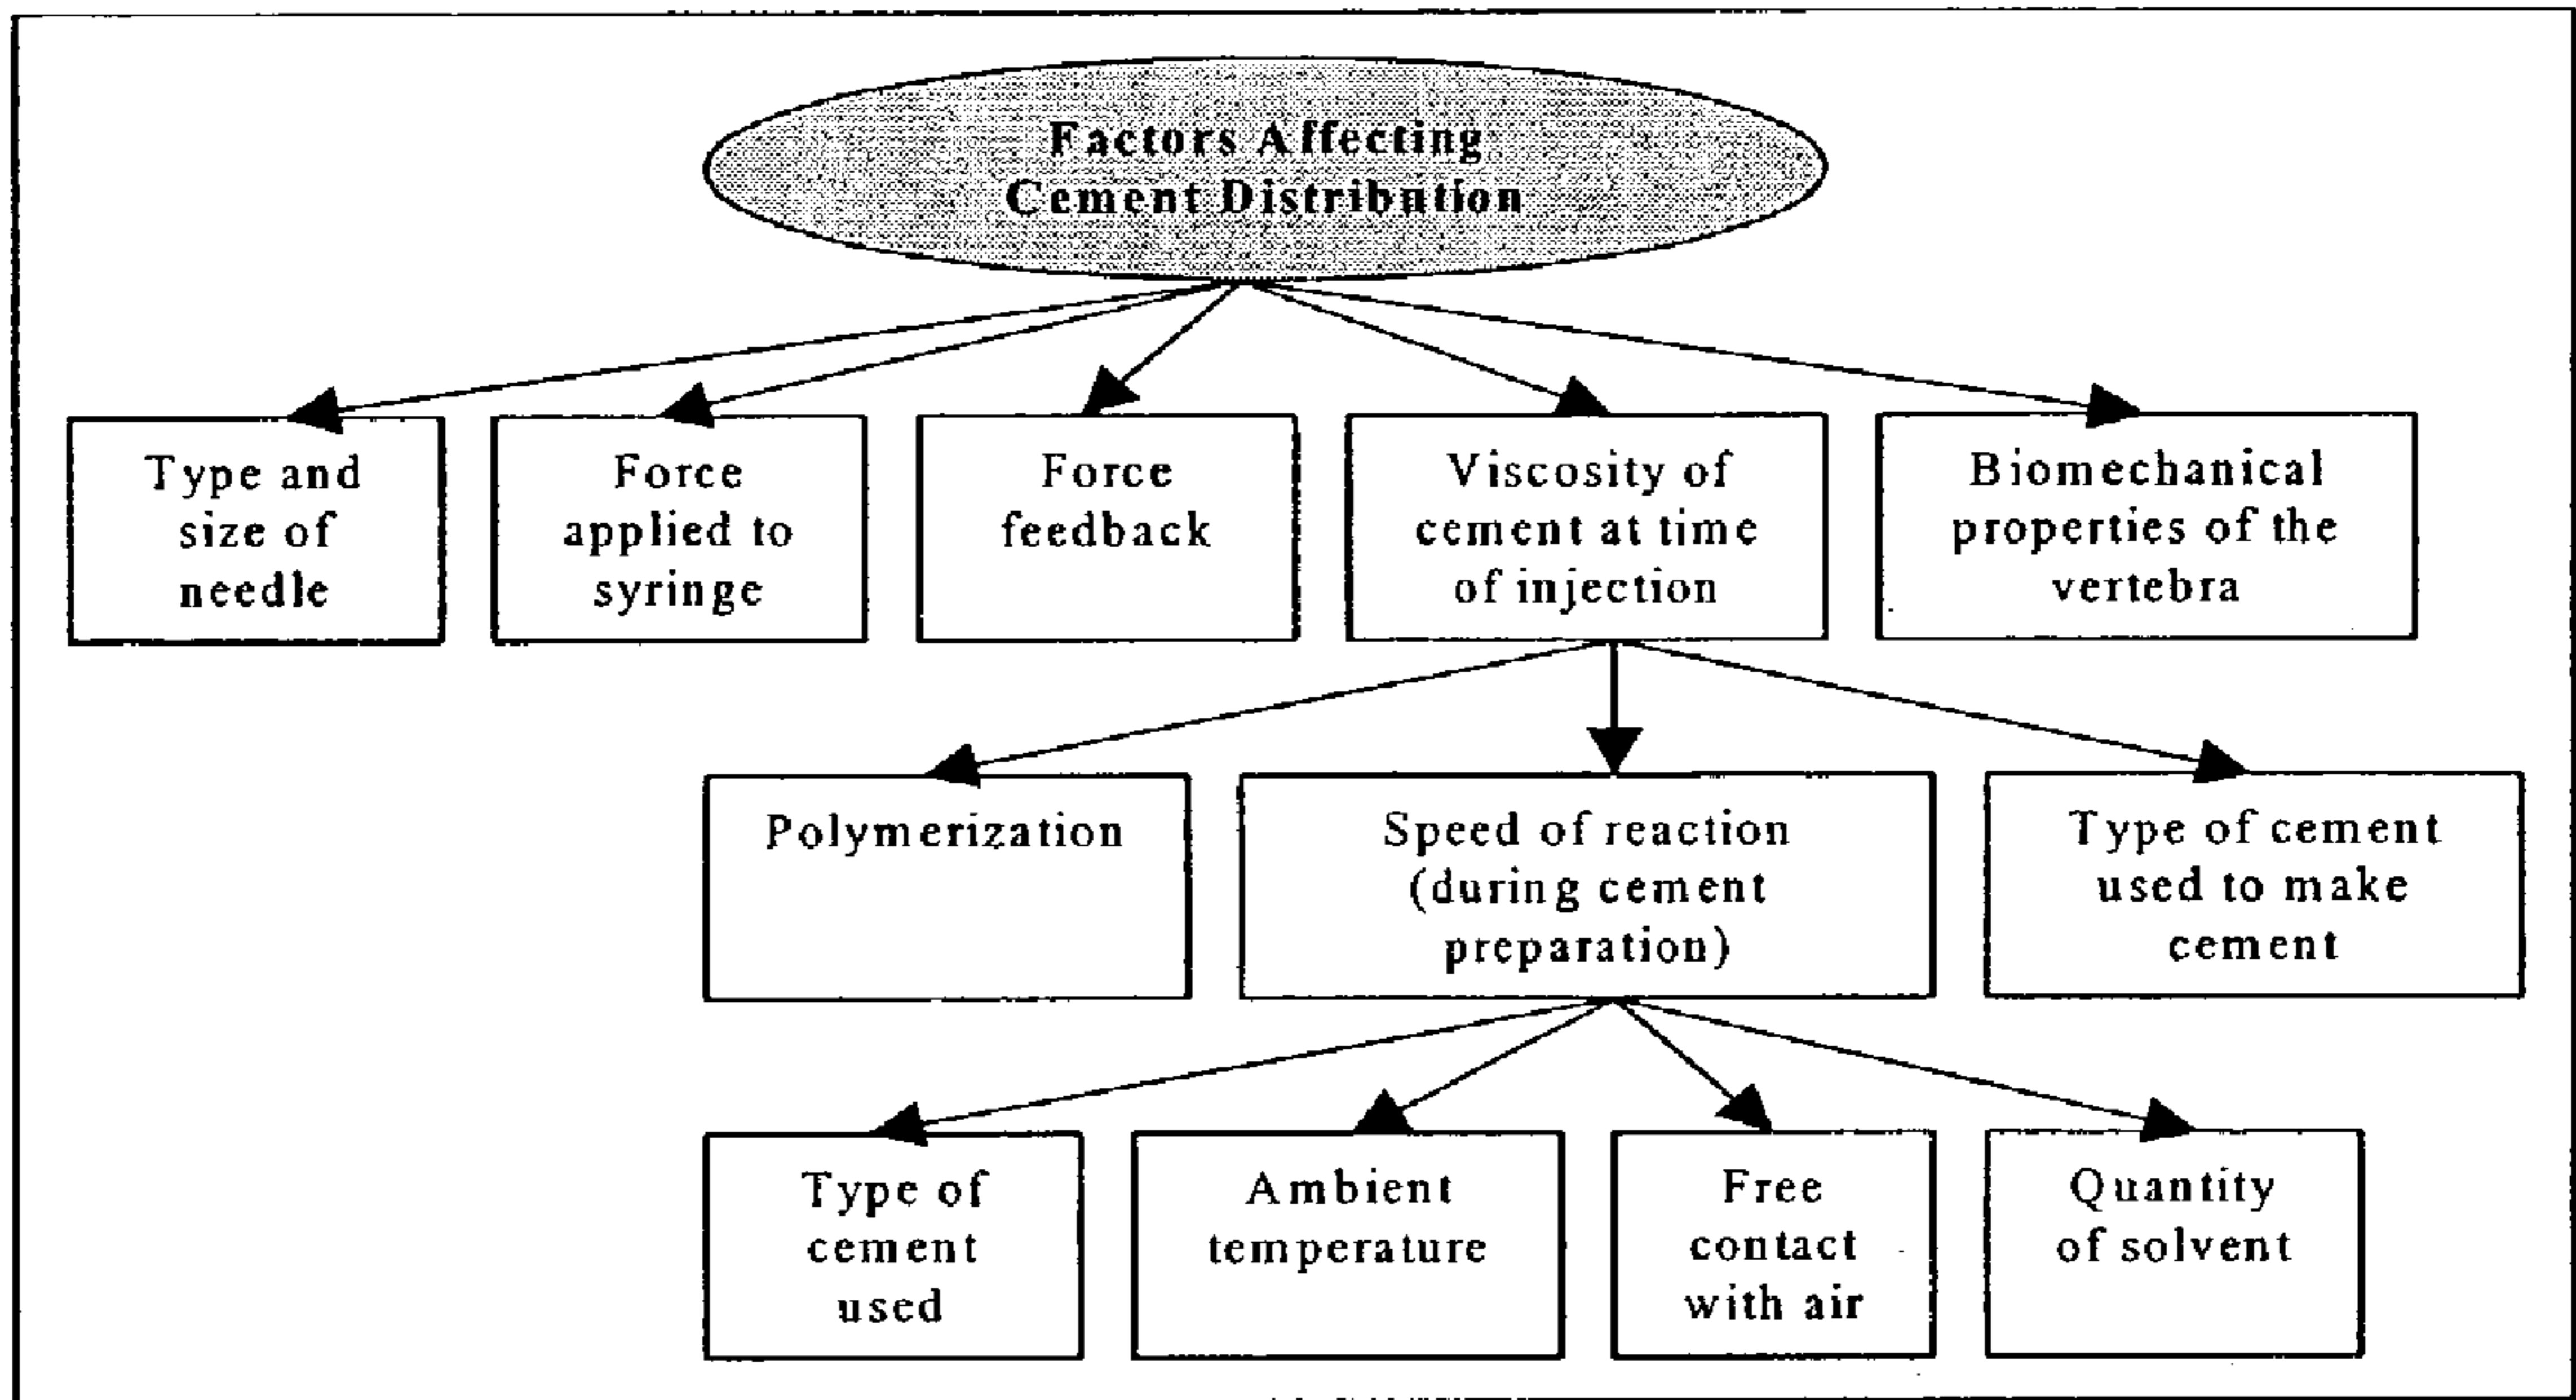 Factors Affecting
Cement Distribution
Type and
size of
needle
Force
applied to
syringe
Force
feedback
Viscosity of
cement at time
of injection
Biomechanical
properties of the
vertebra
Polymerization
Speed of reaction
(during cement
preparation)
Type of cement
used to make
cement
Type of
cement
used
Ambient
temperature
Free
contact
with air
Quantity
of solvent